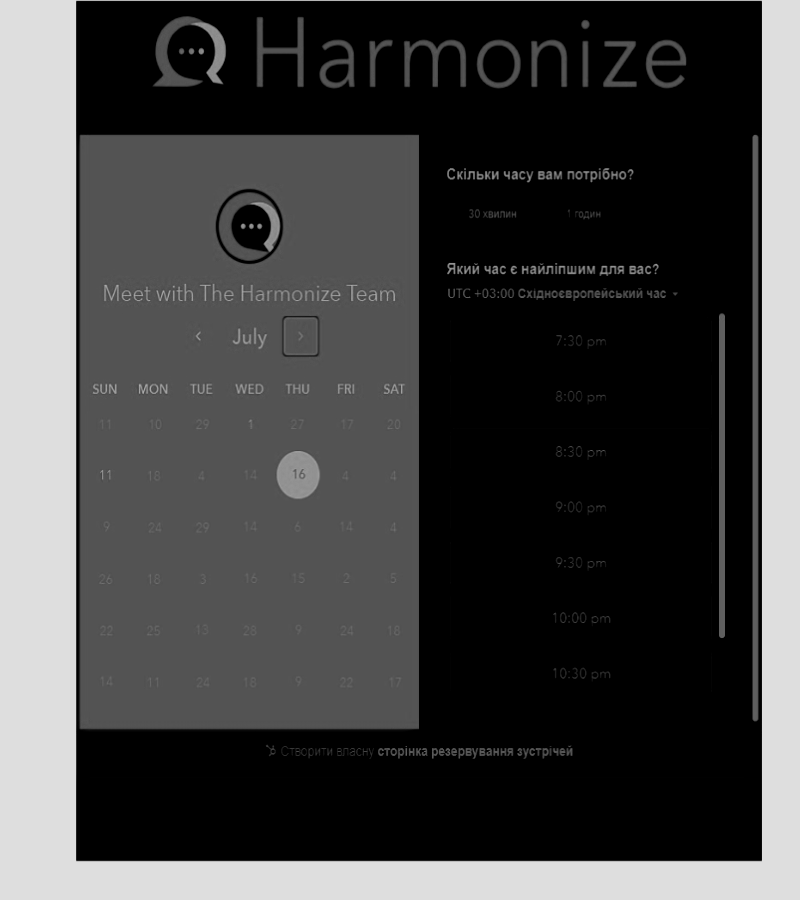 Harmonize
Meet with The Harmonize Team
July
SUN MON TUE WED THU FRI SAT
11 10 29 1 27 17 20
11 18 4 14 16 4 4
9 24 29 14 6 14 4
26 18 3 16 15 2 5
22 25 13 28 9 24 18
14 11 24 18 9 22 17
Скільки часу вам потрібно?
30 хвилин 1 годин
Який час є найліпшим для вас?
UTC +03:00 Східноєвропейський час
7:30 pm
8:00 pm
8:30 pm
9:00 pm
9:30 pm
10:00 pm
10:30 pm
Створити власну сторінка резервування зустрічей